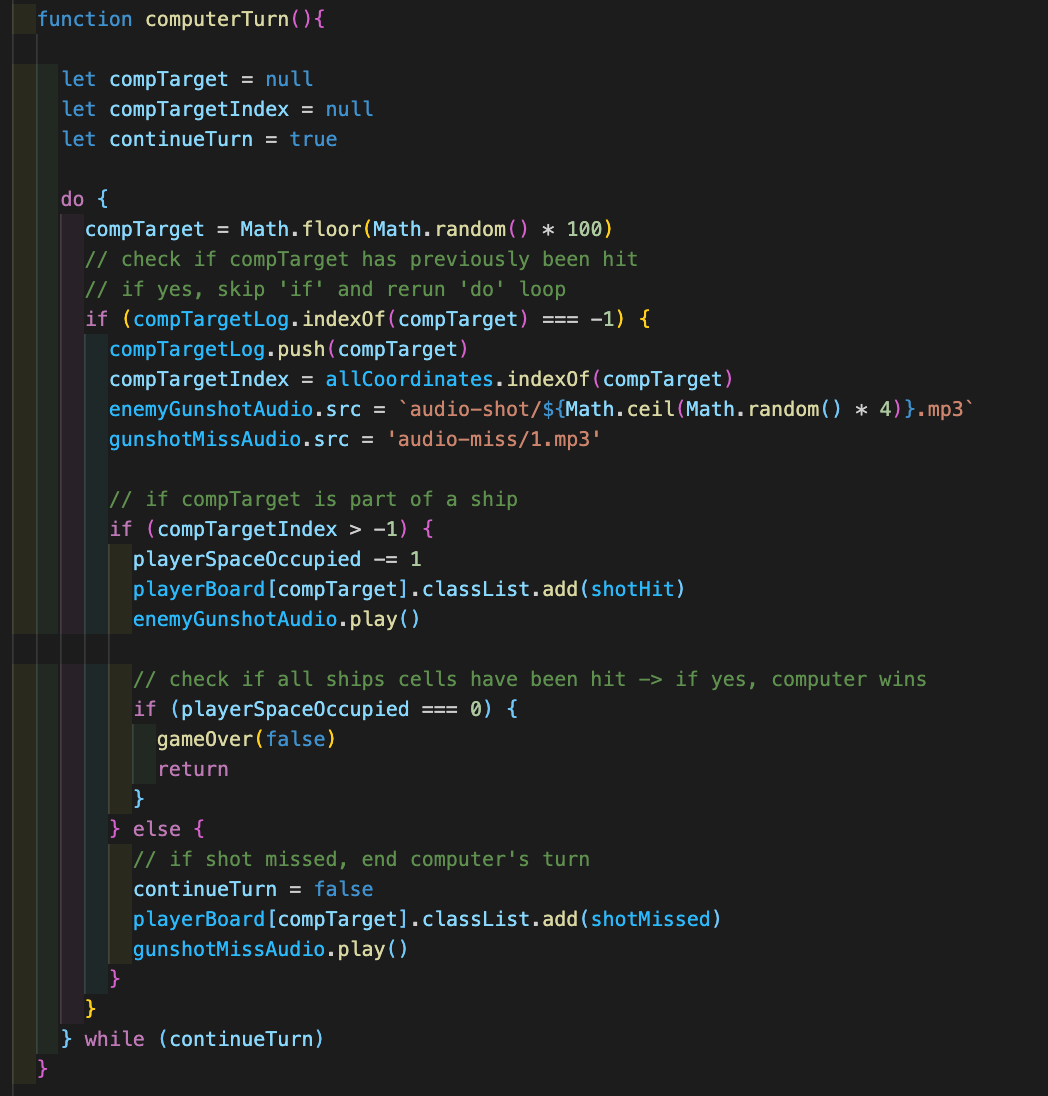 function computerTurn(){
let compTarget = null
let compTargetIndex = null
let continueTurn = true
do {
compTarget = Math.floor(Math.random() * 100)
// check if compTarget has previously been hit
// if yes, skip 'if' and rerun 'do' loop
if (compTargetLog.indexOf(compTarget) === -1) {
compTargetLog.push(compTarget)
compTargetIndex = allCoordinates.indexOf(compTarget)
enemyGunshotAudio.src = `audio-shot/${Math.ceil(Math.random() * 4)}.mp3`
gunshotMissAudio.src = 'audio-miss/1.mp3'
// if compTarget is part of a ship
if (compTargetIndex > -1) {
playerSpaceOccupied -= 1
playerBoard[compTarget].classList.add(shotHit)
enemyGunshotAudio.play()
// check if all ships cells have been hit -> if yes, computer wins
if (playerSpaceOccupied === 0) {
gameOver(false)
return
}
} else {
// if shot missed, end computer's turn
continueTurn = false
playerBoard[compTarget].classList.add(shotMissed)
gunshotMissAudio.play()
}
}
} while (continueTurn)
}